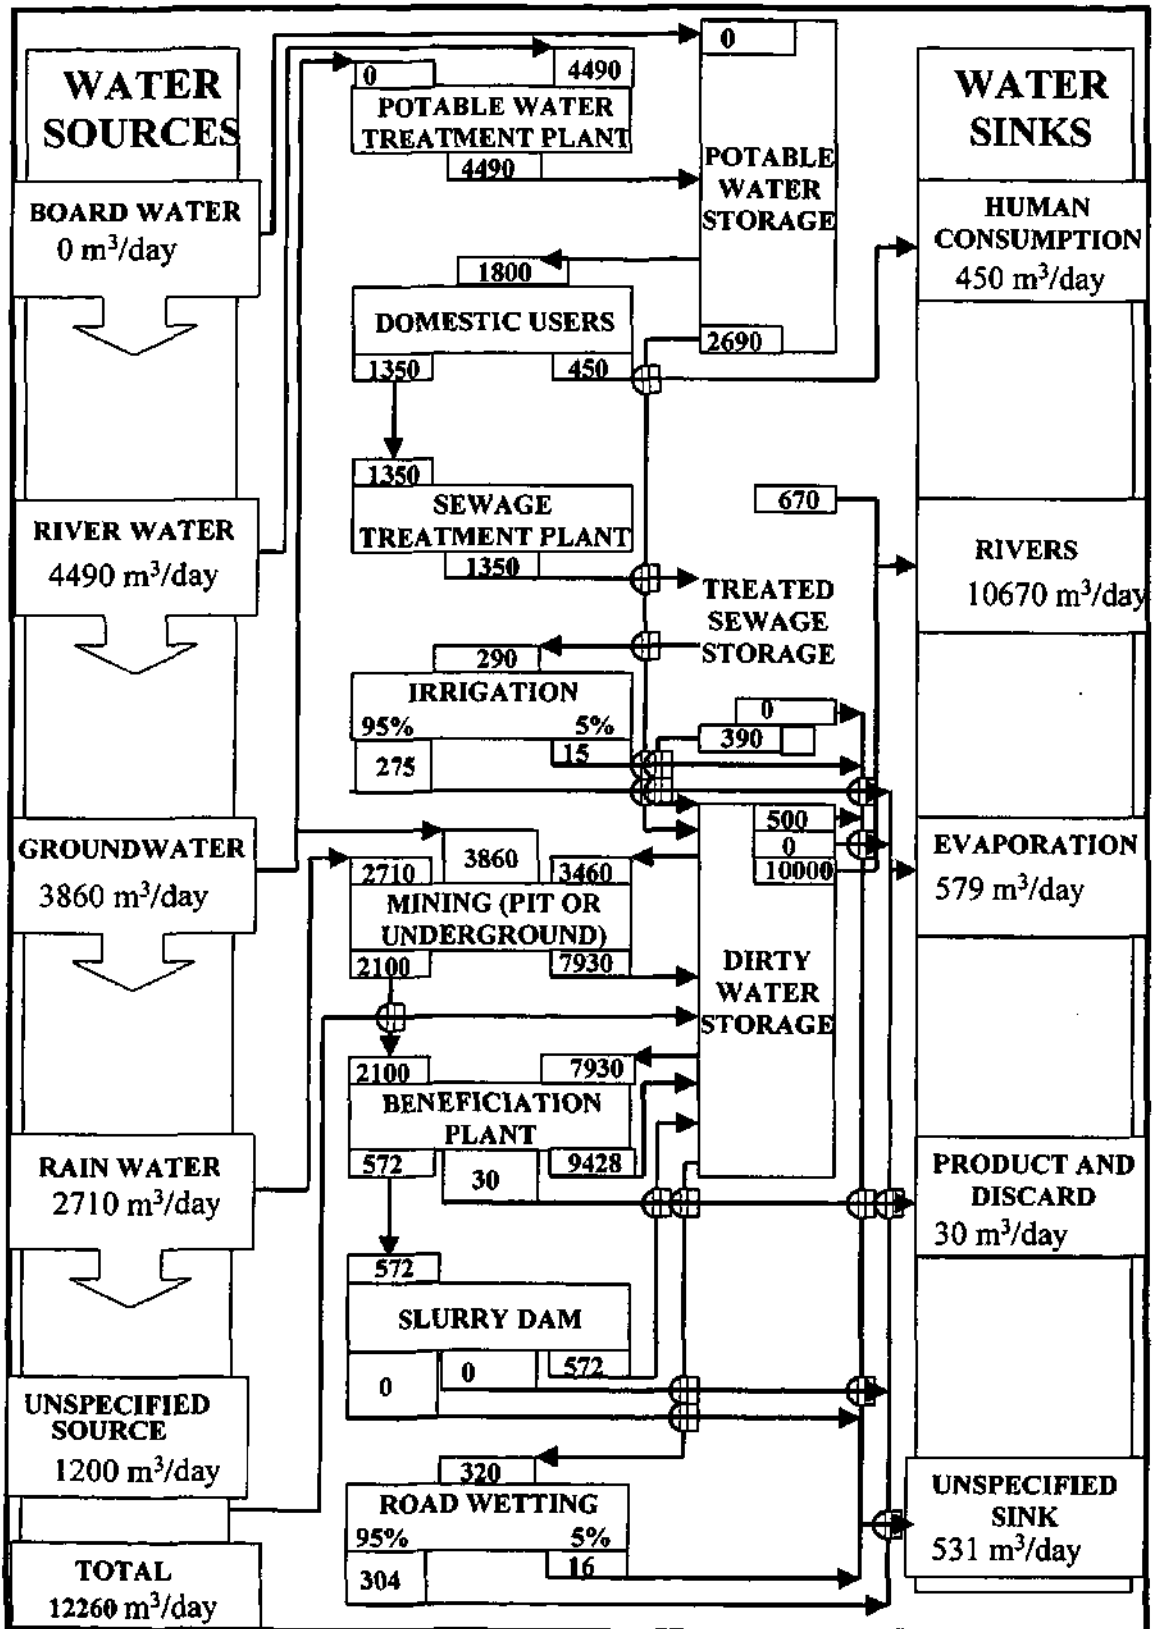 WATER
SOURCES
BOARD WATER
0 m³/day
RIVER WATER
4490 m³/day
GROUNDWATER
3860 m³/day
RAIN WATER
2710 m³/day
UNSPECIFIED
SOURCE
1200 m³/day
TOTAL
12260 m³/day
0
4490
POTABLE WATER
TREATMENT PLANT
4490
1800
DOMESTIC USERS
1350
450
1350
SEWAGE
TREATMENT PLANT
1350
290
IRRIGATION
95%
5%
275
15
2710
3860
3460
MINING (PIT OR
UNDERGROUND)
2100
7930
2100
7930
BENEFICIATION
PLANT
572
30
9428
572
SLURRY DAM
0
0
572
320
ROAD WETTING
95%
5%
304
16
0
POTABLE
WATER
STORAGE
2690
670
TREATED
SEWAGE
STORAGE
0
390
500
0
10000
DIRTY
WATER
STORAGE
WATER
SINKS
HUMAN
CONSUMPTION
450 m³/day
RIVERS
10670 m³/day
EVAPORATION
579 m³/day
PRODUCT AND
DISCARD
30 m³/day
UNSPECIFIED
SINK
531 m³/day